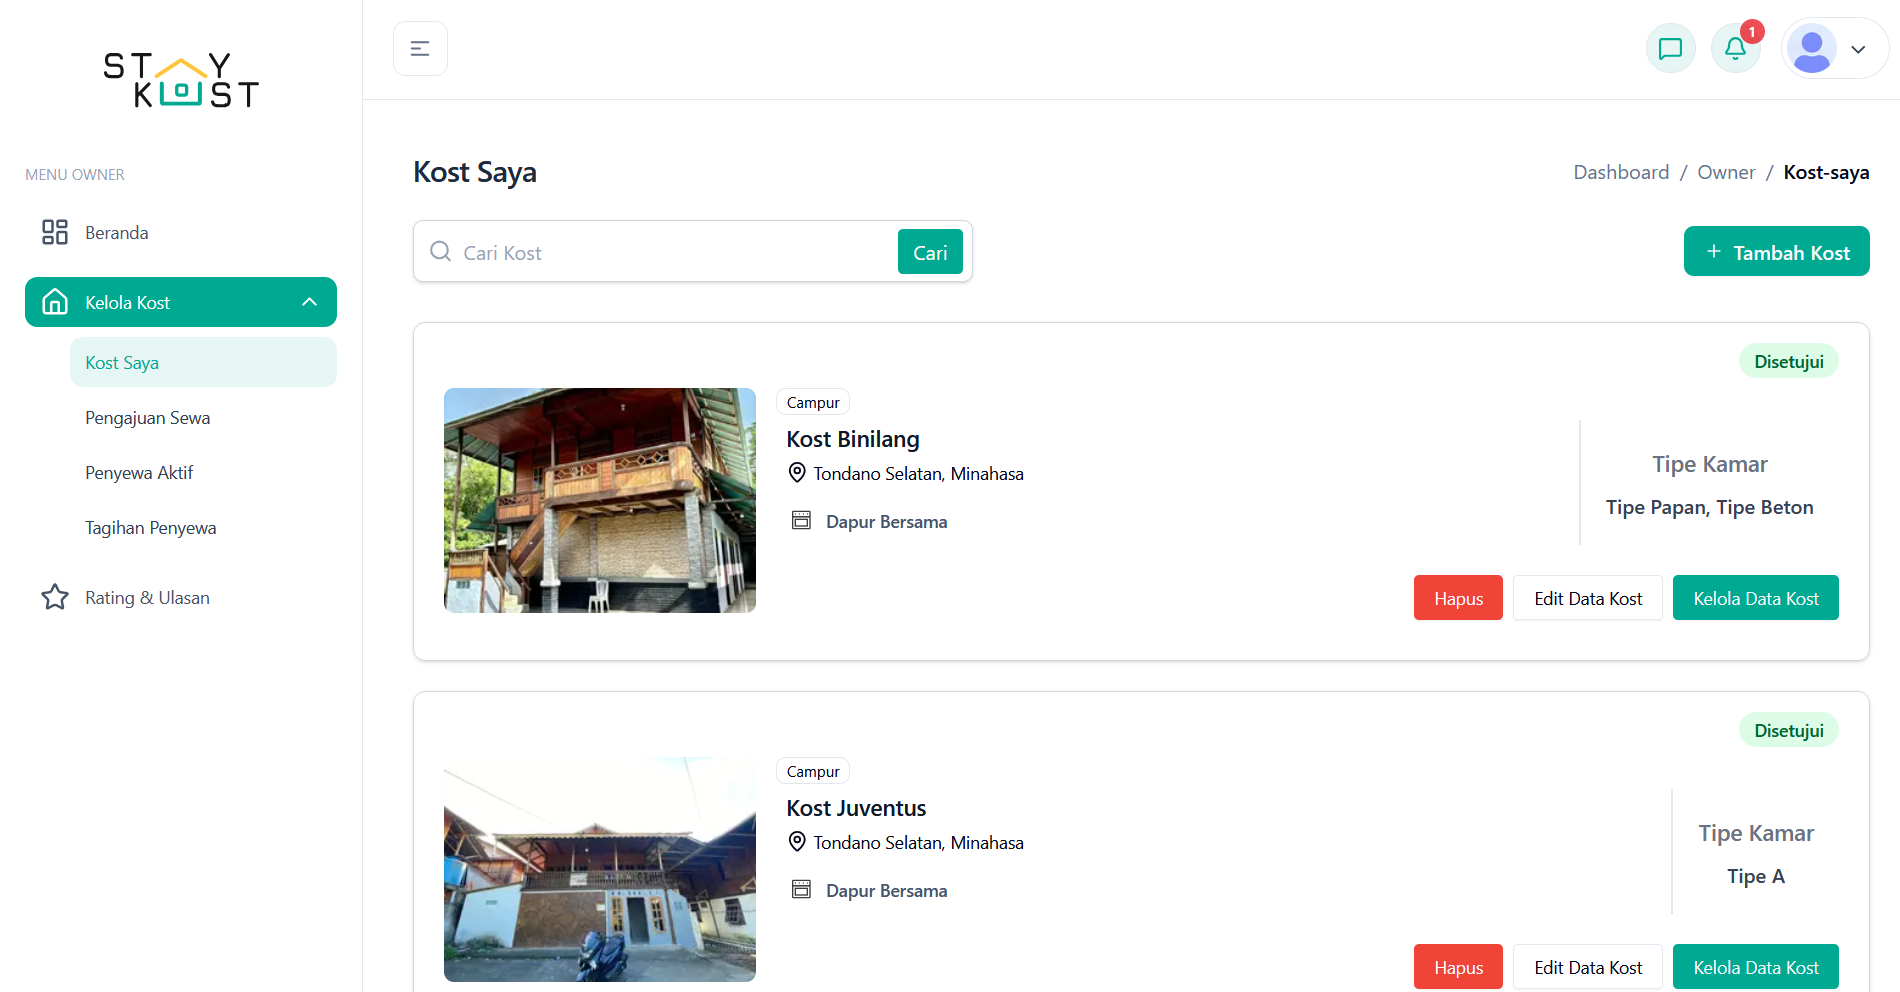 STAY
KOST
1
MENU OWNER
Beranda
Kelola Kost
Kost Saya
Pengajuan Sewa
Penyewa Aktif
Tagihan Penyewa
Rating & Ulasan
Kost Saya
Dashboard / Owner / Kost-saya
Cari Kost
Cari
+ Tambah Kost
Disetujui
Campur
Kost Binilang
Tondano Selatan, Minahasa
Dapur Bersama
Tipe Kamar
Tipe Papan, Tipe Beton
Hapus
Edit Data Kost
Kelola Data Kost
Disetujui
Campur
Kost Juventus
Tondano Selatan, Minahasa
Dapur Bersama
Tipe Kamar
Tipe A
Hapus
Edit Data Kost
Kelola Data Kost